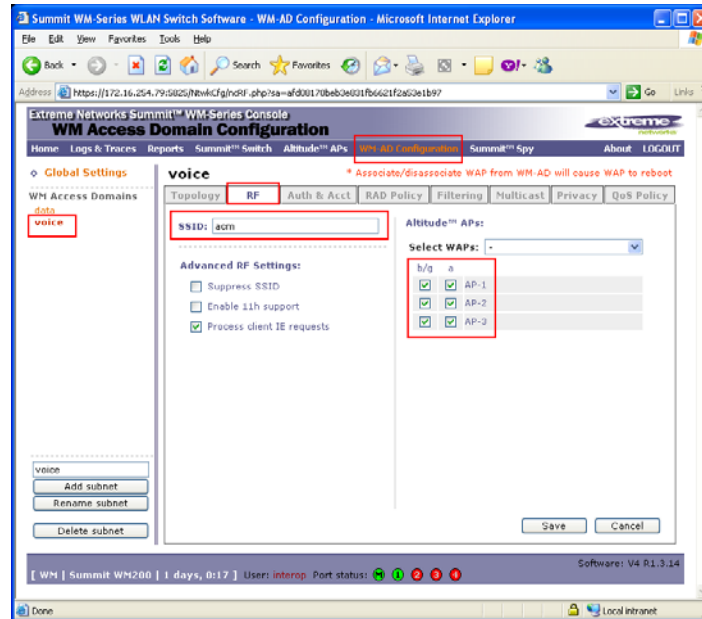 Summit WM-Series WLAN Switch Software - WM-AD Configuration - Microsoft Internet Explorer
File Edit View Favorites Tools Help
Back Search Favorites
Address https://172.16.254.79:5825/NtwkCfg/ncRF.php?
Go Links
Extreme Networks Summit™ WM-Series Console
WM Access Domain Configuration
extreme networks
Home Logs & Traces Reports Summit™ Switch Altitude™ APs WM-AD Configuration Summit™ Spy About LOGOUT
Global Settings
WM Access Domains
data
voice
voice
* Associate/disassociate WAP from WM-AD will cause WAP to reboot
Topology RF Auth & Acct RAD Policy Filtering Multicast Privacy QoS Policy
SSID: acm
Advanced RF Settings:
Suppress SSID
Enable 11h support
Process client IE requests
Altitude™ APs:
Select WAPs: -
b/g a
AP-1
AP-2
AP-3
voice
Add subnet
Rename subnet
Delete subnet
Save Cancel
[ WM | Summit WM200 | 1 days, 0:17 ] User: interop Port status: M 1 2 3 4
Software: V4 R1.3.14
Done
Local intranet